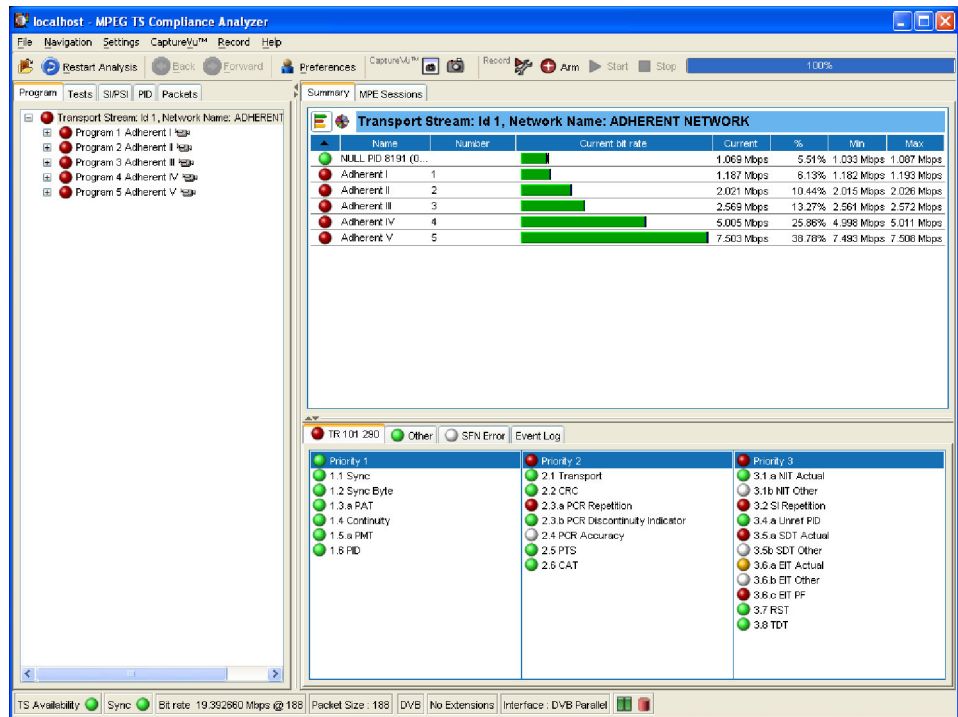 localhost - MPEG TS Compliance Analyzer
File Navigation Settings CaptureVu™ Record Help
Restart Analysis Back Forward Preferences CaptureVu™ Record Arm Start Stop 100%
Program Tests SI/PSI PID Packets
Transport Stream: Id 1, Network Name: ADHERENT
Program 1 Adherent I
Program 2 Adherent II
Program 3 Adherent III
Program 4 Adherent IV
Program 5 Adherent V
Summary MPE Sessions
Transport Stream: Id 1, Network Name: ADHERENT NETWORK
Name Number Current bit rate Current % Min Max
NULL PID 8191 (0... 1.069 Mbps 5.51% 1.033 Mbps 1.087 Mbps
Adherent I 1 1.187 Mbps 6.13% 1.182 Mbps 1.193 Mbps
Adherent II 2 2.021 Mbps 10.44% 2.015 Mbps 2.026 Mbps
Adherent III 3 2.569 Mbps 13.27% 2.561 Mbps 2.572 Mbps
Adherent IV 4 5.005 Mbps 25.86% 4.998 Mbps 5.011 Mbps
Adherent V 5 7.503 Mbps 38.78% 7.493 Mbps 7.508 Mbps
TR 101 290 Other SFN Error Event Log
Priority 1
1.1 Sync
1.2 Sync Byte
1.3.a PAT
1.4 Continuity
1.5.a PMT
1.6 PID
Priority 2
2.1 Transport
2.2 CRC
2.3.a PCR Repetition
2.3.b PCR Discontinuity Indicator
2.4 PCR Accuracy
2.5 PTS
2.6 CAT
Priority 3
3.1.a NIT Actual
3.1b NIT Other
3.2 SI Repetition
3.4.a Unref PID
3.5.a SDT Actual
3.5b SDT Other
3.6.a EIT Actual
3.6.b EIT Other
3.6.c EIT PF
3.7 RST
3.8 TDT
TS Availability Sync Bit rate 19.392660 Mbps @ 188 Packet Size : 188 DVB No Extensions Interface : DVB Parallel